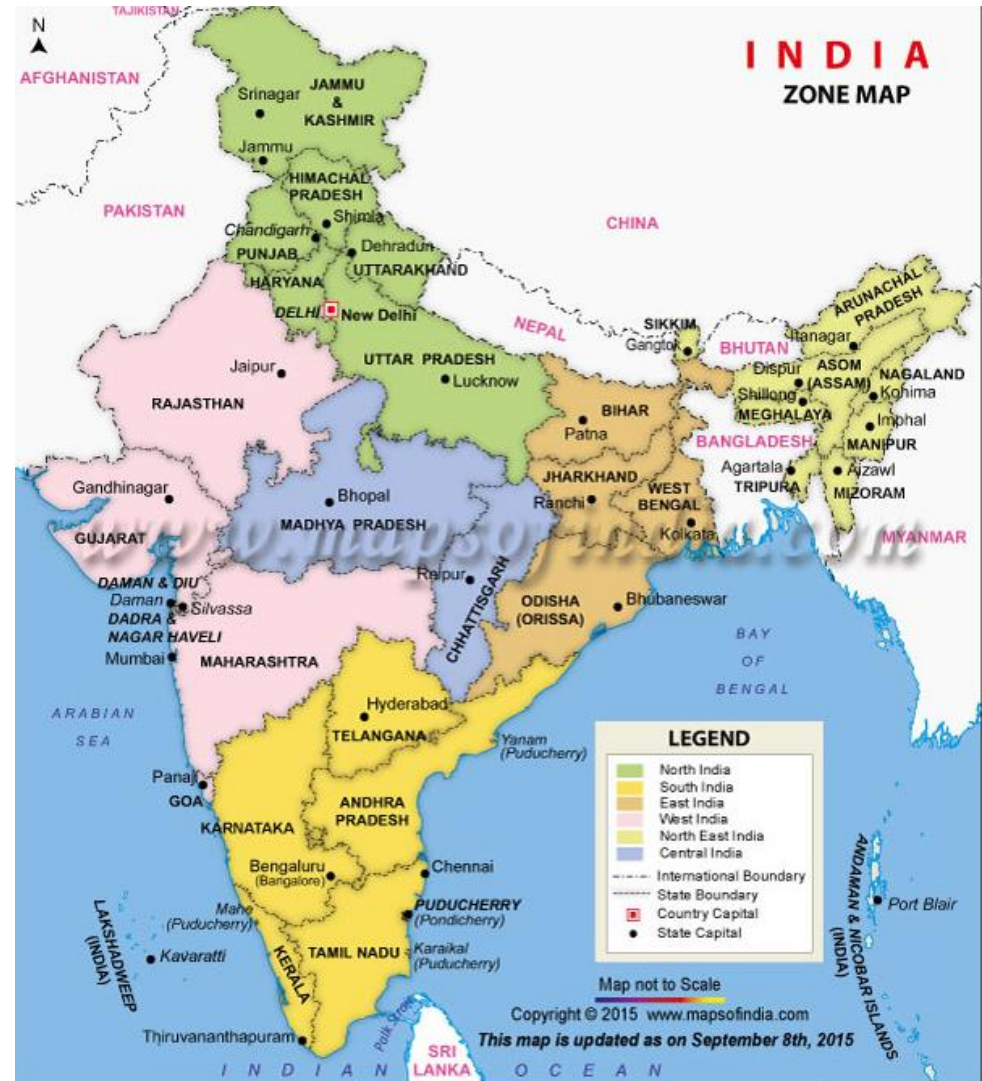 TAJIKISTAN
N
INDIA
ZONE MAP
AFGHANISTAN
JAMMU
&
KASHMIR
Srinagar
Jammu
HIMACHAL
PRADESH
PAKISTAN
Shimla
CHINA
Chandigarh
PUNJAB
Dehradun
UTTARAKHAND
HARYANA
DELHI
New Delhi
NEPAL
SIKKIM
Gangtok
BHUTAN
ARUNACHAL
PRADESH
Itanagar
Jaipur
UTTAR PRADESH
Lucknow
Dispur
ASOM
(ASSAM)
NAGALAND
Kohima
RAJASTHAN
Shillong
MEGHALAYA
BIHAR
Patna
Imphal
MANIPUR
BANGLADESH
Agartala
TRIPURA
Aizawl
MIZORAM
Gandhinagar
Bhopal
MADHYA PRADESH
JHARKHAND
Ranchi
WEST
BENGAL
Kolkata
GUJARAT
www.mapsofindia.com
MYANMAR
DAMAN & DIU
Daman
Silvassa
DADRA &
NAGAR HAVELI
Mumbai
Raipur
CHHATTISGARH
ODISHA
(ORISSA)
Bhubaneswar
MAHARASHTRA
BAY
OF
BENGAL
ARABIAN
SEA
Hyderabad
TELANGANA
Yanam
(Puducherry)
Panaji
GOA
KARNATAKA
ANDHRA
PRADESH
Bengaluru
(Bangalore)
Chennai
Mahe
(Puducherry)
PUDUCHERRY
(Pondicherry)
TAMIL NADU
Karaikal
(Puducherry)
KERALA
LAKSHADWEEP
(INDIA)
Kavaratti
Thiruvananthapuram
Palk Strait
SRI
LANKA
INDIAN OCEAN
LEGEND
North India
South India
East India
West India
North East India
Central India
International Boundary
State Boundary
Country Capital
State Capital
ANDAMAN & NICOBAR ISLANDS
(INDIA)
Port Blair
Map not to Scale
Copyright © 2015 www.mapsofindia.com
This map is updated as on September 8th, 2015